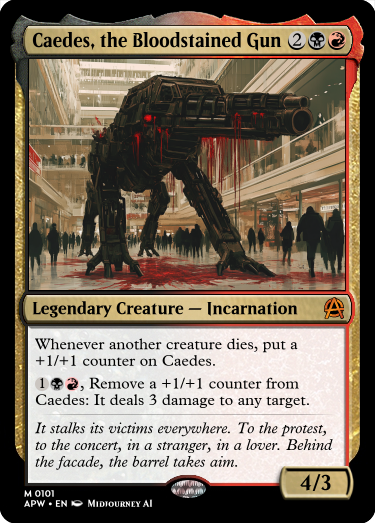 Caedes, the Bloodstained Gun 2
Legendary Creature — Incarnation
Whenever another creature dies, put a
+1/+1 counter on Caedes.
1, Remove a +1/+1 counter from
Caedes: It deals 3 damage to any target.
It stalks its victims everywhere. To the protest,
to the concert, in a stranger, in a lover. Behind
the facade, the barrel takes aim.
4/3
M 0101
APW • EN Midjourney AI